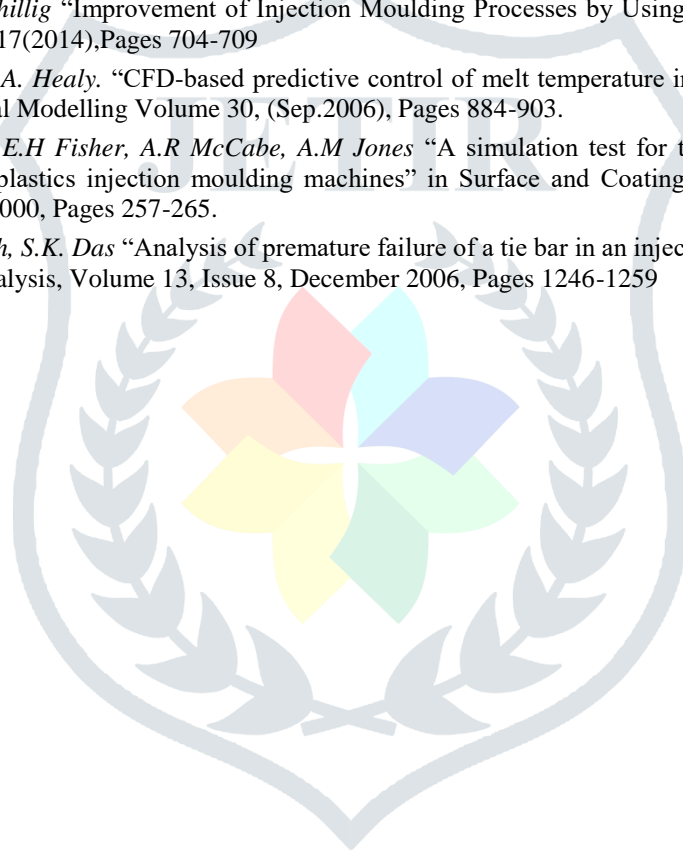 hillig “Improvement of Injection Moulding Processes by Using
17(2014),Pages 704-709
A. Healy. “CFD-based predictive control of melt temperature in
al Modelling Volume 30, (Sep.2006), Pages 884-903.
E.H Fisher, A.R McCabe, A.M Jones “A simulation test for t
plastics injection moulding machines” in Surface and Coating
000, Pages 257-265.
h, S.K. Das “Analysis of premature failure of a tie bar in an injec
alysis, Volume 13, Issue 8, December 2006, Pages 1246-1259
JETIR